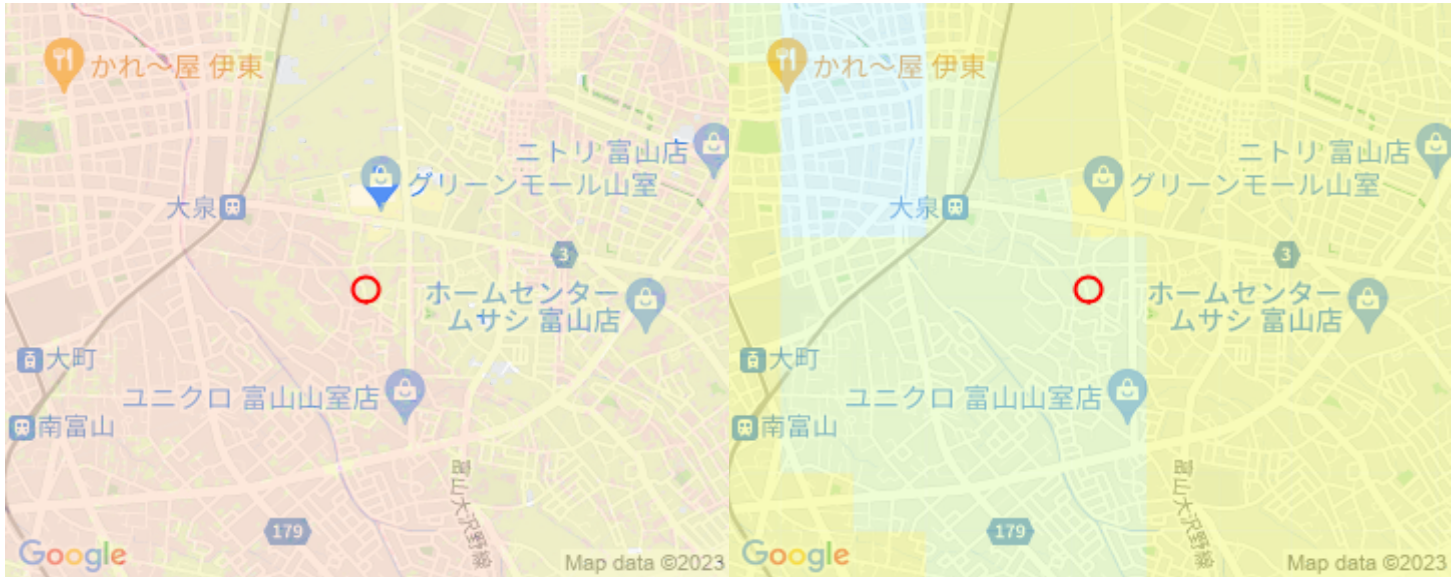 かれ〜屋 伊東
ニトリ 富山店
グリーンモール山室
大泉
3
ホームセンター
ムサシ 富山店
大町
ユニクロ 富山山室店
南富山
富山大沢野線
179
Google
Map data ©2023
かれ〜屋 伊東
ニトリ 富山店
グリーンモール山室
大泉
3
ホームセンター
ムサシ 富山店
大町
ユニクロ 富山山室店
南富山
富山大沢野線
179
Google
Map data ©2023